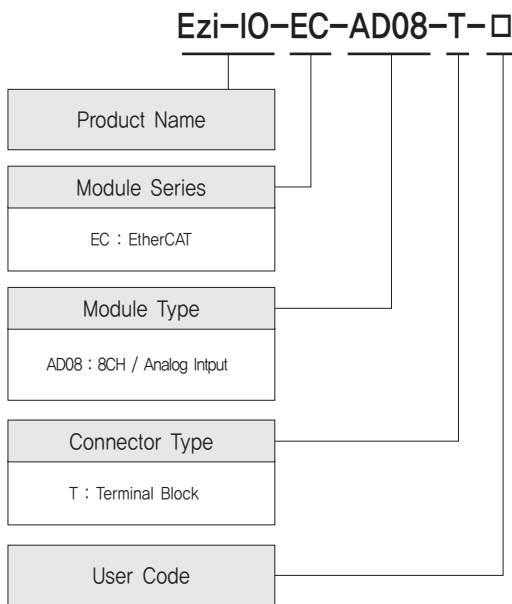 Ezi-IO-EC-AD08-T-□
Product Name
Module Series
EC : EtherCAT
Module Type
AD08 : 8CH / Analog Intput
Connector Type
T : Terminal Block
User Code